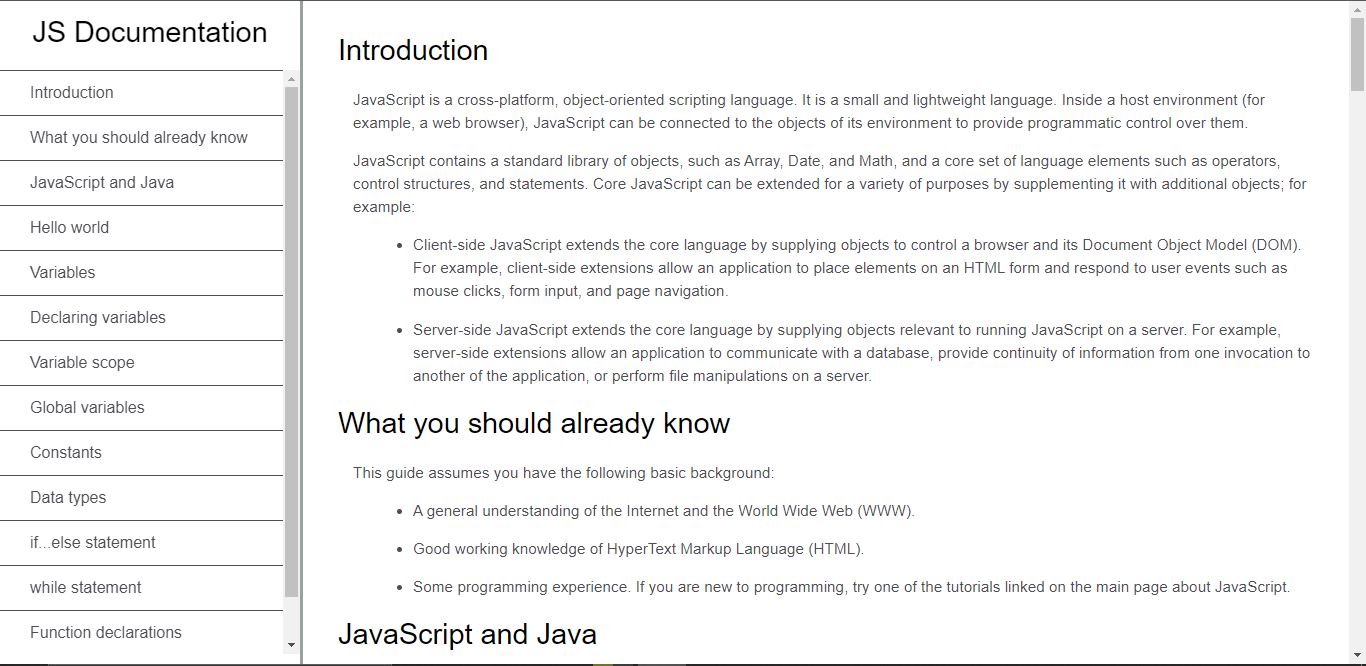 JS Documentation
Introduction
What you should already know
JavaScript and Java
Hello world
Variables
Declaring variables
Variable scope
Global variables
Constants
Data types
if...else statement
while statement
Function declarations
Introduction
JavaScript is a cross-platform, object-oriented scripting language. It is a small and lightweight language. Inside a host environment (for
example, a web browser), JavaScript can be connected to the objects of its environment to provide programmatic control over them.
JavaScript contains a standard library of objects, such as Array, Date, and Math, and a core set of language elements such as operators,
control structures, and statements. Core JavaScript can be extended for a variety of purposes by supplementing it with additional objects; for
example:
• Client-side JavaScript extends the core language by supplying objects to control a browser and its Document Object Model (DOM).
For example, client-side extensions allow an application to place elements on an HTML form and respond to user events such as
mouse clicks, form input, and page navigation.
• Server-side JavaScript extends the core language by supplying objects relevant to running JavaScript on a server. For example,
server-side extensions allow an application to communicate with a database, provide continuity of information from one invocation to
another of the application, or perform file manipulations on a server.
What you should already know
This guide assumes you have the following basic background:
• A general understanding of the Internet and the World Wide Web (WWW).
• Good working knowledge of HyperText Markup Language (HTML).
• Some programming experience. If you are new to programming, try one of the tutorials linked on the main page about JavaScript.
JavaScript and Java